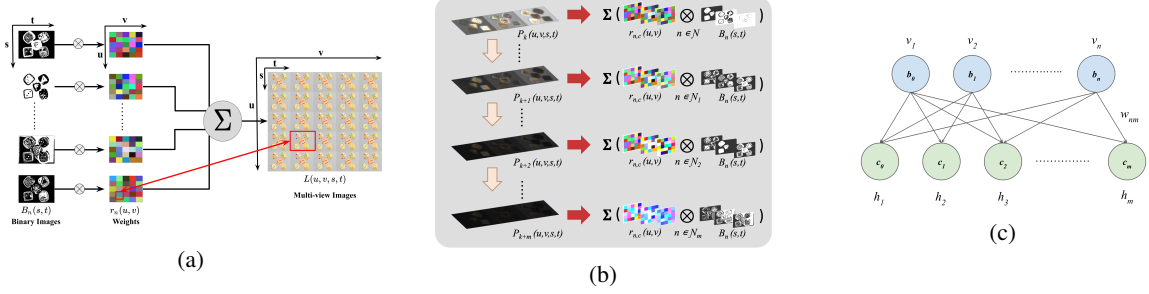 t
v
s
u
B_n(s,t)
Binary Images
r_n(u,v)
Weights
Σ
v
t
s
u
L(u,v,s,t)
Multi-view Images
(a)
P_k(u,v,s,t)
Σ ( r_{n,c}(u,v) n ∈ N ⊗ B_n(s,t) )
P_{k+1}(u,v,s,t)
Σ ( r_{n,c}(u,v) n ∈ N_1 ⊗ B_n(s,t) )
P_{k+2}(u,v,s,t)
Σ ( r_{n,c}(u,v) n ∈ N_2 ⊗ B_n(s,t) )
P_{k+m}(u,v,s,t)
Σ ( r_{n,c}(u,v) n ∈ N_m ⊗ B_n(s,t) )
(b)
v_1 v_2 v_n
b_0 b_1 b_n
w_{nm}
c_0 c_1 c_2 c_m
h_1 h_2 h_3 h_m
(c)